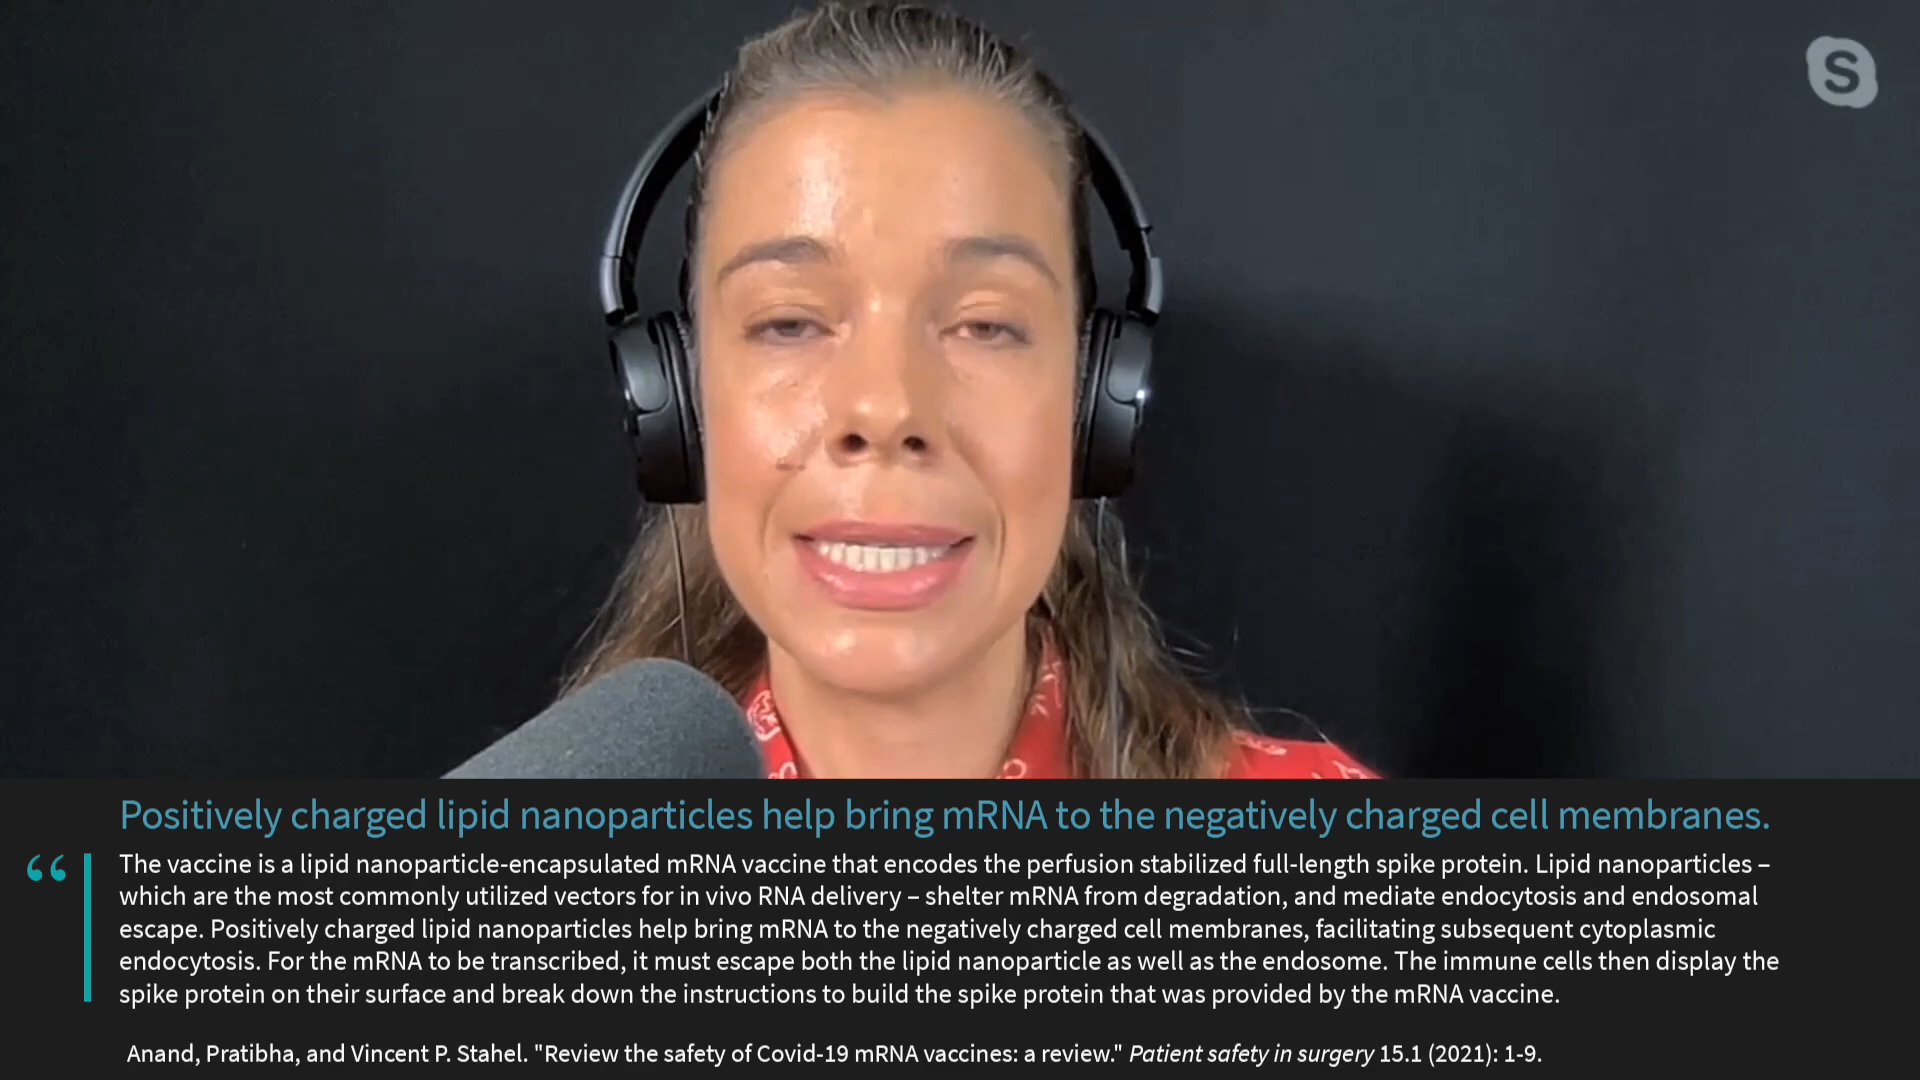 S
Positively charged lipid nanoparticles help bring mRNA to the negatively charged cell membranes.
“ The vaccine is a lipid nanoparticle-encapsulated mRNA vaccine that encodes the perfusion stabilized full-length spike protein. Lipid nanoparticles –
which are the most commonly utilized vectors for in vivo RNA delivery – shelter mRNA from degradation, and mediate endocytosis and endosomal
escape. Positively charged lipid nanoparticles help bring mRNA to the negatively charged cell membranes, facilitating subsequent cytoplasmic
endocytosis. For the mRNA to be transcribed, it must escape both the lipid nanoparticle as well as the endosome. The immune cells then display the
spike protein on their surface and break down the instructions to build the spike protein that was provided by the mRNA vaccine.
Anand, Pratibha, and Vincent P. Stahel. "Review the safety of Covid-19 mRNA vaccines: a review." Patient safety in surgery 15.1 (2021): 1-9.